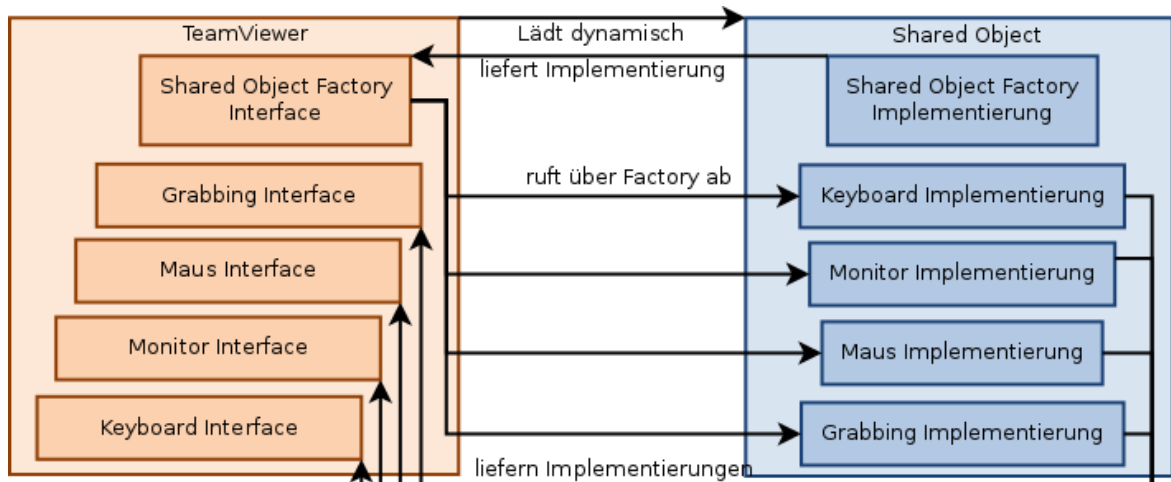 TeamViewer
Lädt dynamisch
Shared Object
liefert Implementierung
Shared Object Factory
Interface
Shared Object Factory
Implementierung
Grabbing Interface
ruft über Factory ab
Keyboard Implementierung
Maus Interface
Monitor Implementierung
Monitor Interface
Maus Implementierung
Keyboard Interface
Grabbing Implementierung
liefern Implementierungen